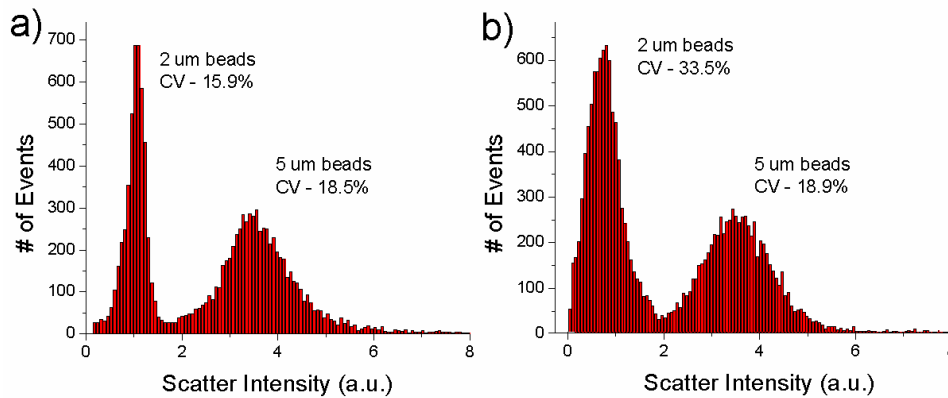 a)
2 um beads
CV - 15.9%
5 um beads
CV - 18.5%
# of Events
700
600
500
400
300
200
100
0
0 2 4 6 8
Scatter Intensity (a.u.)
b)
2 um beads
CV - 33.5%
5 um beads
CV - 18.9%
# of Events
600
500
400
300
200
100
0
0 2 4 6 8
Scatter Intensity (a.u.)